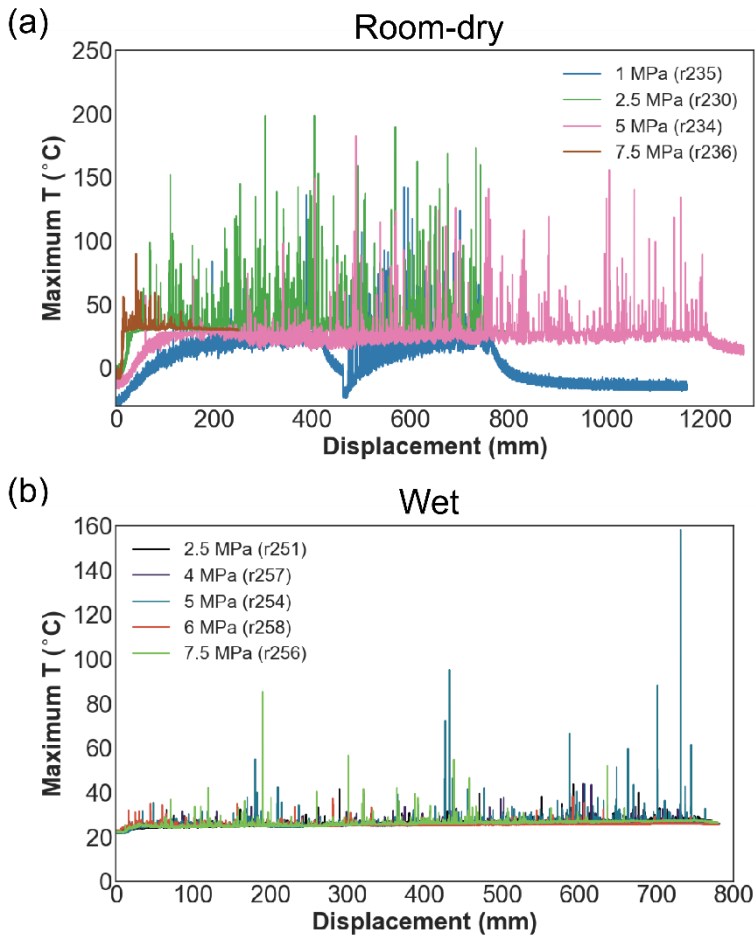 (a)
Room-dry
250
200
150
100
50
0
Maximum T (°C)
1 MPa (r235)
2.5 MPa (r230)
5 MPa (r234)
7.5 MPa (r236)
0 200 400 600 800 1000 1200
Displacement (mm)
(b)
Wet
160
140
120
100
80
60
40
20
0
Maximum T (°C)
2.5 MPa (r251)
4 MPa (r257)
5 MPa (r254)
6 MPa (r258)
7.5 MPa (r256)
0 100 200 300 400 500 600 700 800
Displacement (mm)